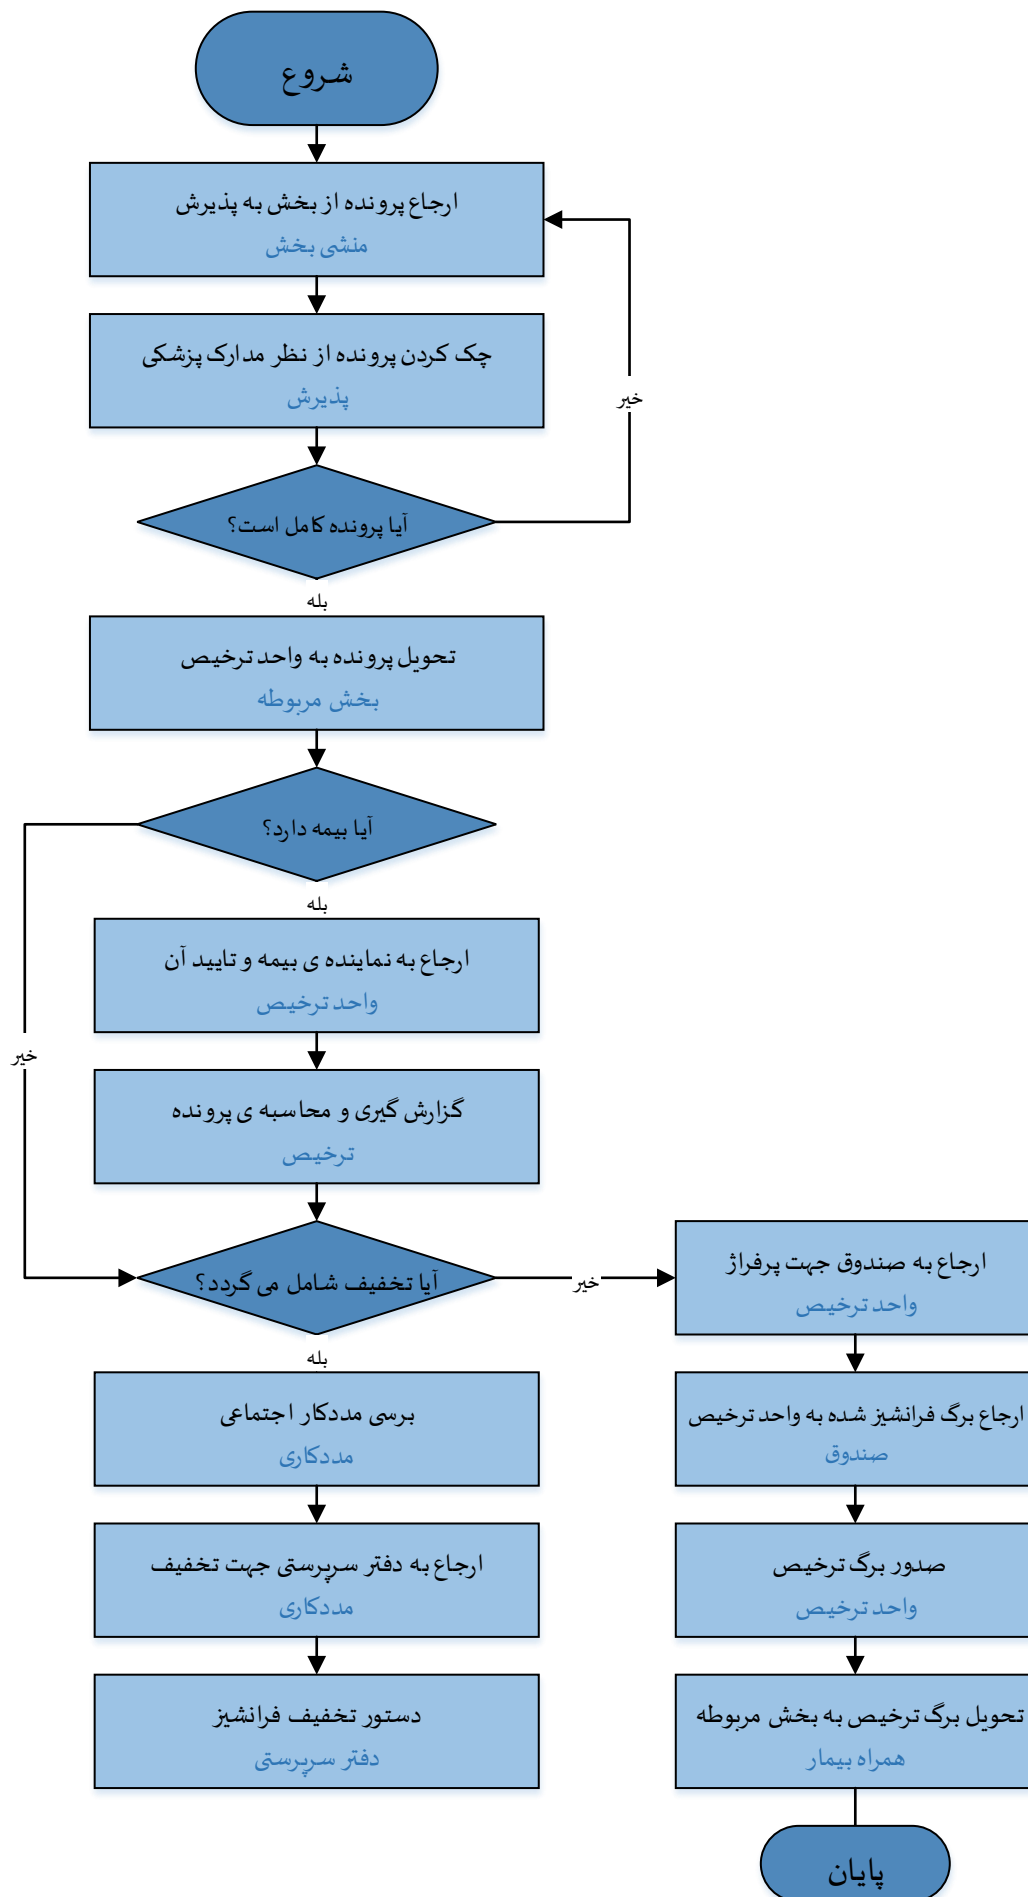 شروع
ارجاع پرونده از بخش به پذیرش
منشی بخش
چک کردن پرونده از نظر مدارک پزشکی
پذیرش
خیر
آیا پرونده کامل است؟
بله
تحویل پرونده به واحد ترخیص
بخش مربوطه
آیا بیمه دارد؟
بله
ارجاع به نماینده ی بیمه و تایید آن
واحد ترخیص
خیر
گزارش گیری و محاسبه ی پرونده
ترخیص
آیا تخفیف شامل می گردد؟
خیر
بله
برسی مددکار اجتماعی
مددکاری
ارجاع به دفتر سرپرستی جهت تخفیف
مددکاری
دستور تخفیف فرانشیز
دفتر سرپرستی
ارجاع به صندوق جهت پرفراژ
واحد ترخیص
ارجاع برگ فرانشیز شده به واحد ترخیص
صندوق
صدور برگ ترخیص
واحد ترخیص
تحویل برگ ترخیص به بخش مربوطه
همراه بیمار
پایان